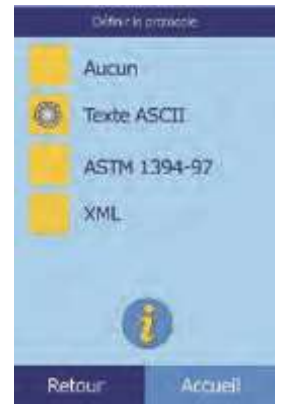 Définir le protocole
Aucun
Texte ASCII
ASTM 1394-97
XML
i
Retour
Accueil